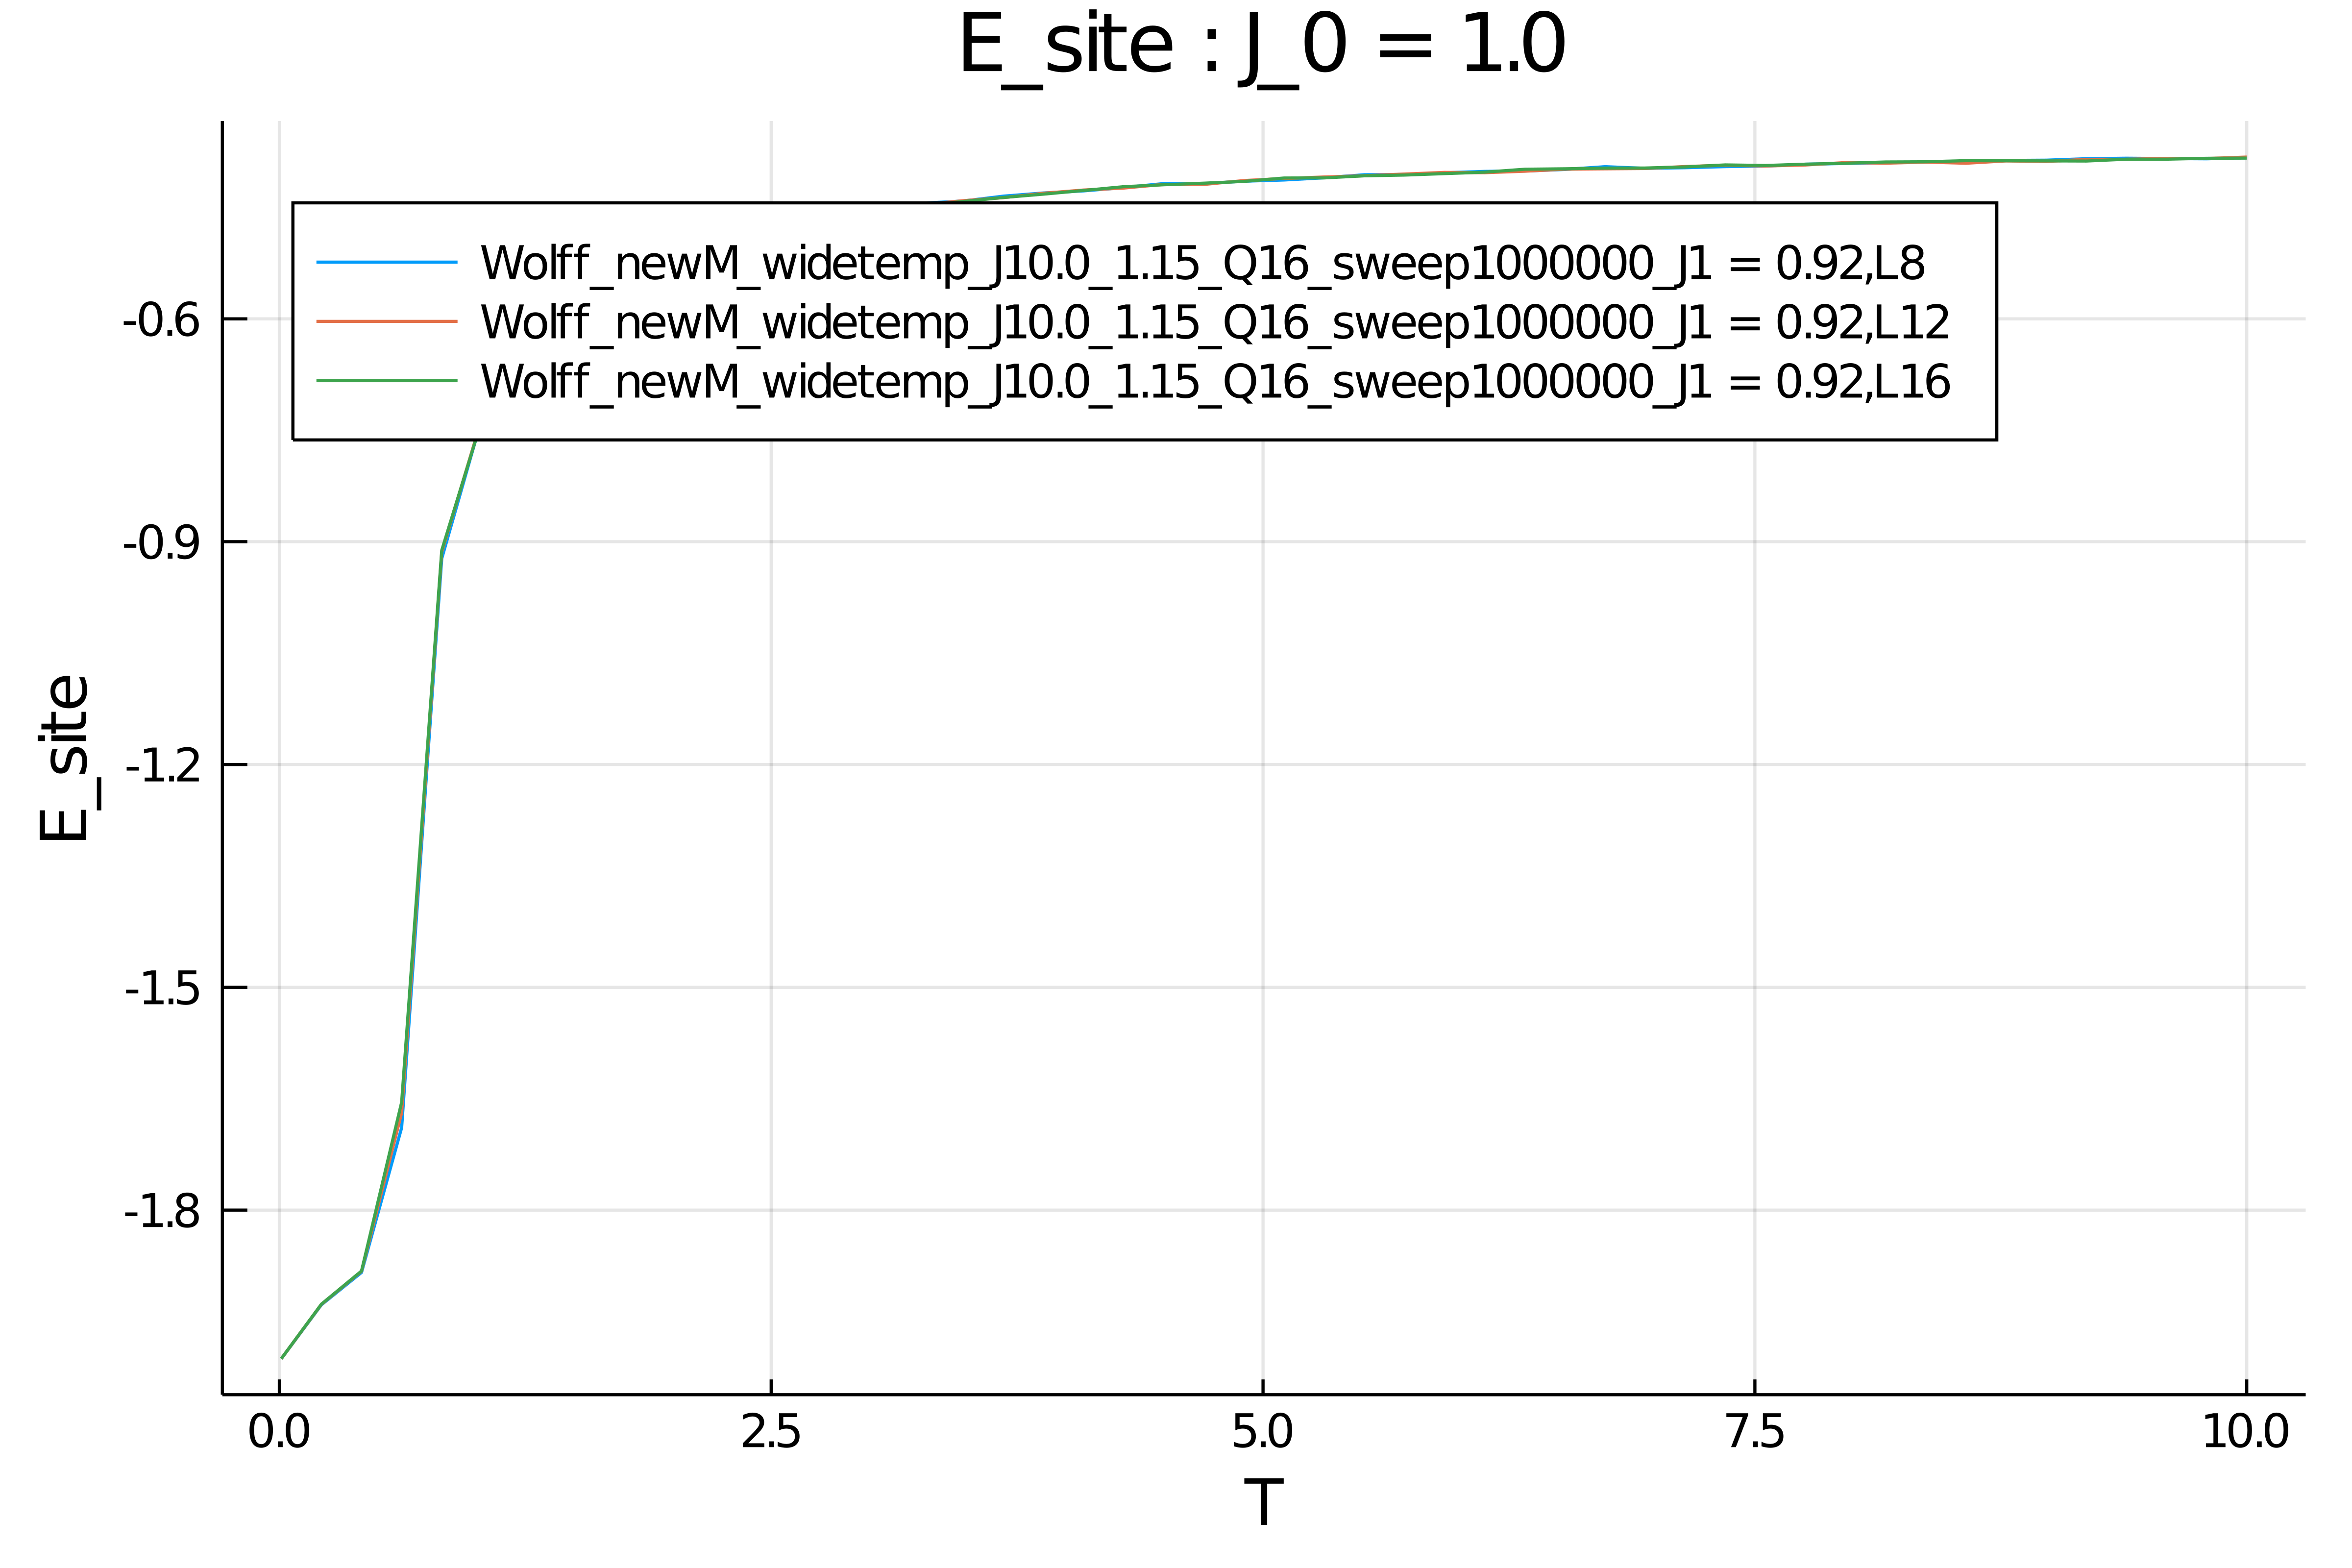 E_site : J_0 = 1.0
Wolff_newM_widetemp_J10.0_1.15_Q16_sweep1000000_J1 = 0.92,L8
Wolff_newM_widetemp_J10.0_1.15_Q16_sweep1000000_J1 = 0.92,L12
Wolff_newM_widetemp_J10.0_1.15_Q16_sweep1000000_J1 = 0.92,L16
-0.6
-0.9
-1.2
-1.5
-1.8
E_site
0.0 2.5 5.0 7.5 10.0
T